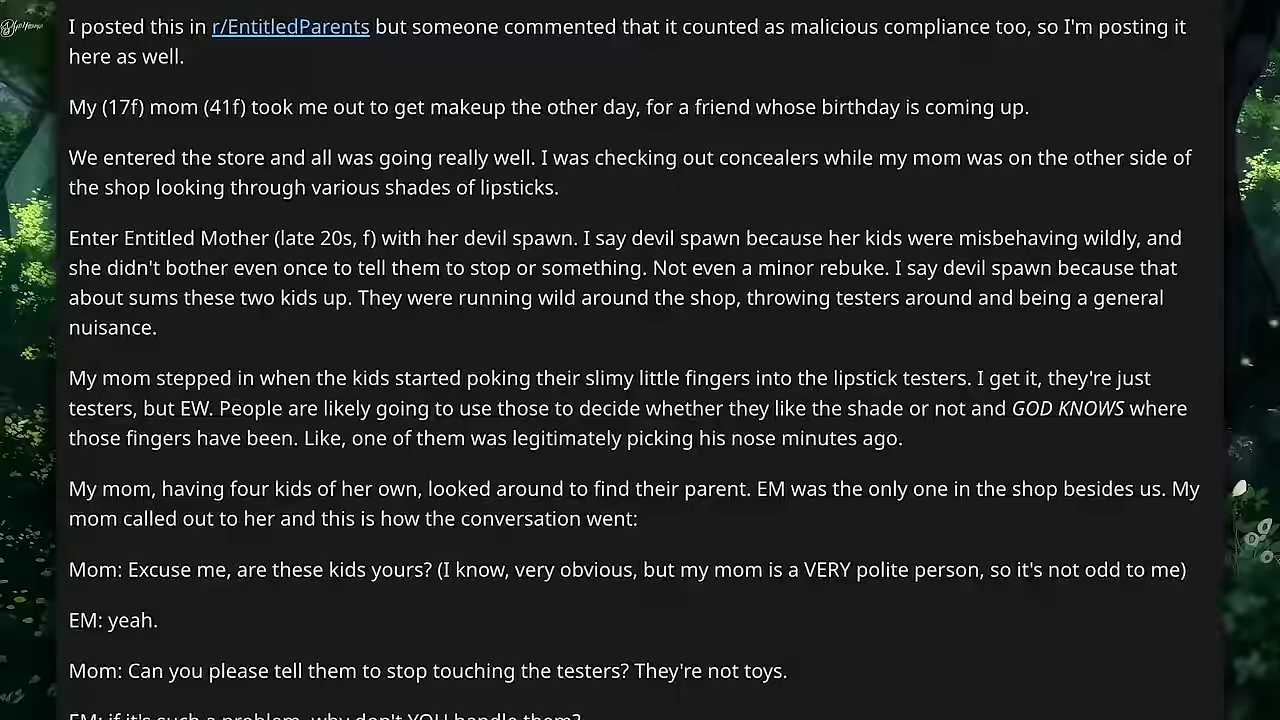 I posted this in r/EntitledParents but someone commented that it counted as malicious compliance too, so I'm posting it
here as well.
My (17f) mom (41f) took me out to get makeup the other day, for a friend whose birthday is coming up.
We entered the store and all was going really well. I was checking out concealers while my mom was on the other side of
the shop looking through various shades of lipsticks.
Enter Entitled Mother (late 20s, f) with her devil spawn. I say devil spawn because her kids were misbehaving wildly, and
she didn't bother even once to tell them to stop or something. Not even a minor rebuke. I say devil spawn because that
about sums these two kids up. They were running wild around the shop, throwing testers around and being a general
nuisance.
My mom stepped in when the kids started poking their slimy little fingers into the lipstick testers. I get it, they're just
testers, but EW. People are likely going to use those to decide whether they like the shade or not and GOD KNOWS where
those fingers have been. Like, one of them was legitimately picking his nose minutes ago.
My mom, having four kids of her own, looked around to find their parent. EM was the only one in the shop besides us. My
mom called out to her and this is how the conversation went:
Mom: Excuse me, are these kids yours? (I know, very obvious, but my mom is a VERY polite person, so it's not odd to me)
EM: yeah.
Mom: Can you please tell them to stop touching the testers? They're not toys.
EM: if it's such a problem, why don't YOU handle them?